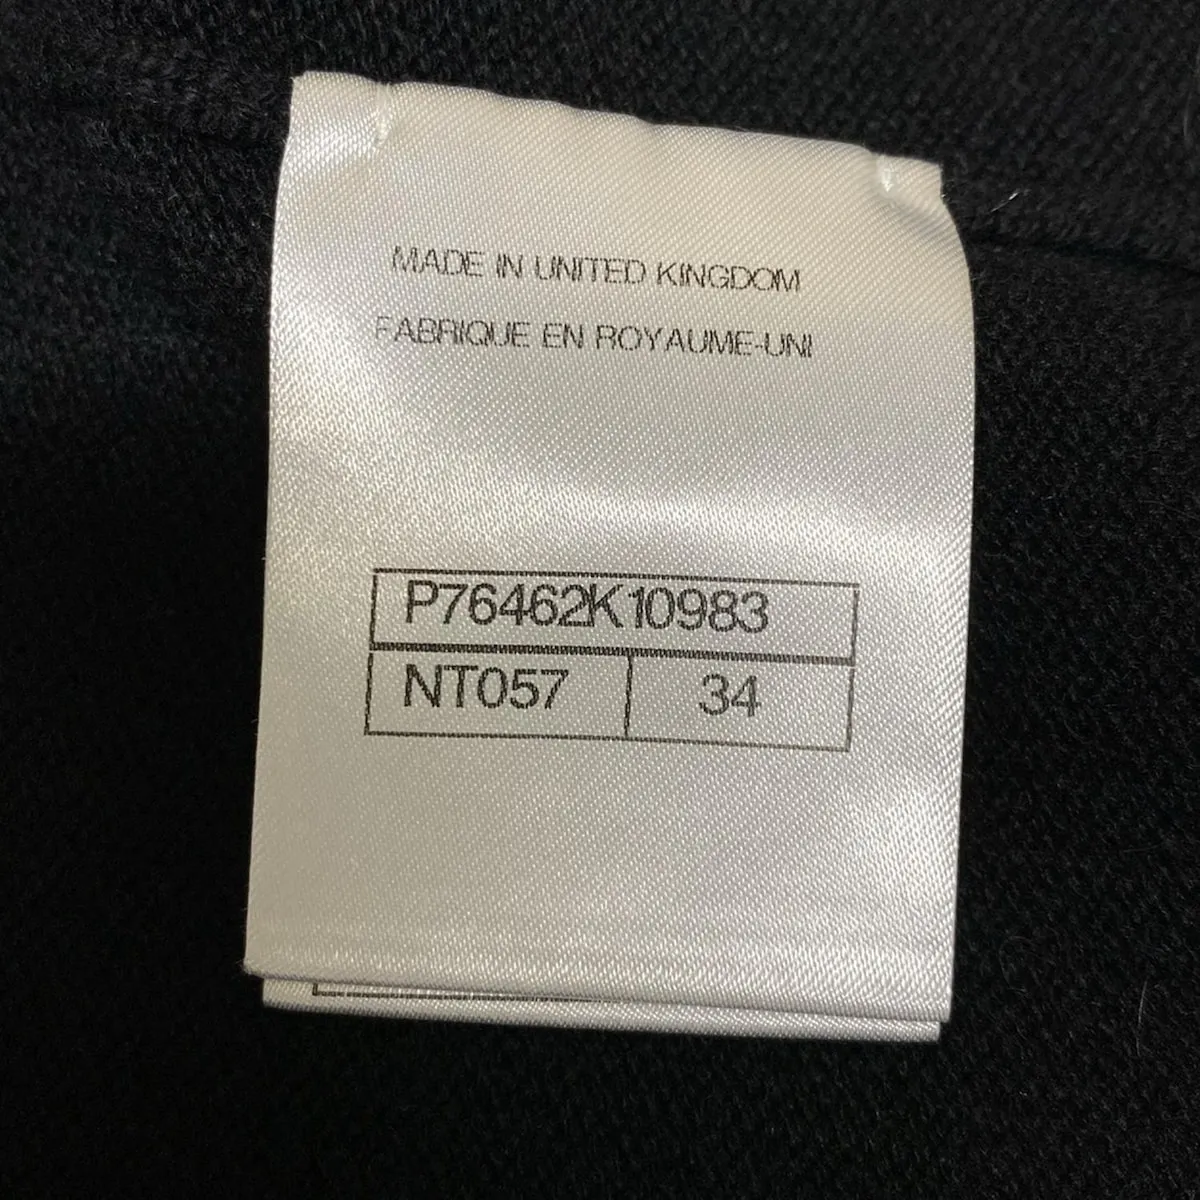 MADE IN UNITED KINGDOM
FABRIQUE EN ROYAUME-UNI
P76462K10983
NT057 34